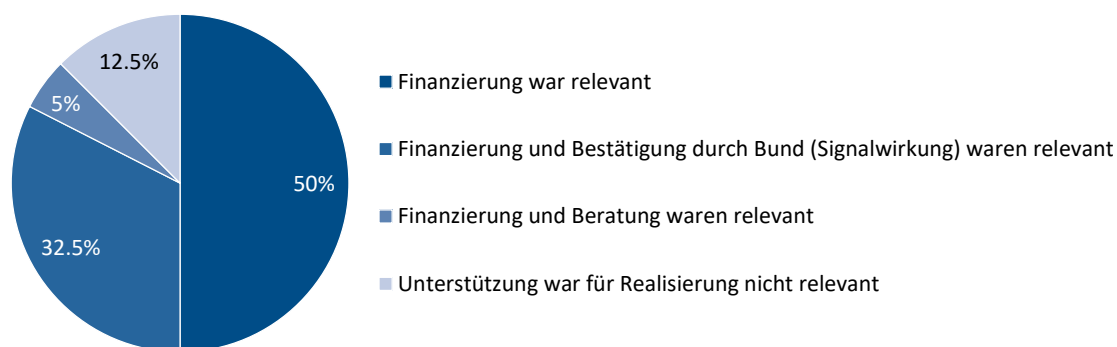 12.5%
5%
50%
32.5%
Finanzierung war relevant
Finanzierung und Bestätigung durch Bund (Signalwirkung) waren relevant
Finanzierung und Beratung waren relevant
Unterstützung war für Realisierung nicht relevant